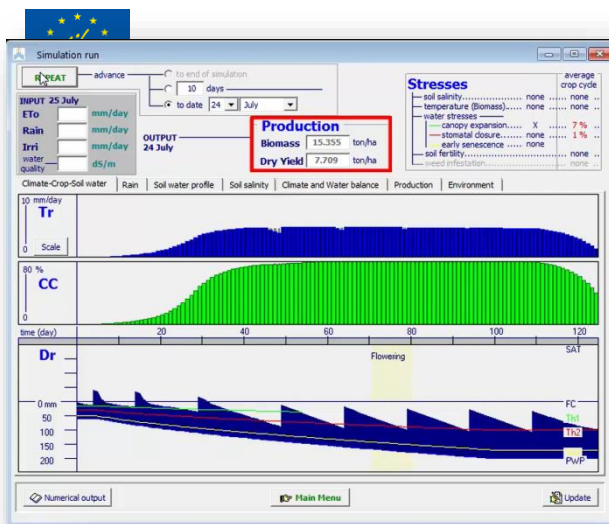 Simulation run
REPEAT
advance
to end of simulation
10 days
to date 24 July
INPUT 25 July
ETo mm/day
Rain mm/day
Irri mm/day
water quality dS/m
OUTPUT
24 July
Production
Biomass 15.355 ton/ha
Dry Yield 7.709 ton/ha
Stresses
average
crop cycle
soil salinity..... none ... none ..
temperature (Biomass).. none ... none ..
water stresses
canopy expansion..... X ... 7 % ..
stomatal closure..... none ... 1 % ..
early senescence .... none
soil fertility..... none ..
weed infestation..... none ..
Climate-Crop-Soil water | Rain | Soil water profile | Soil salinity | Climate and Water balance | Production | Environment
10 mm/day
Tr
0
Scale
80 %
CC
0
time (day) 20 40 60 80 100 120
Dr
Flowering
SAT
0 mm
FC
50
Th1
100
Th2
150
200
PWP
Numerical output
Main Menu
Update